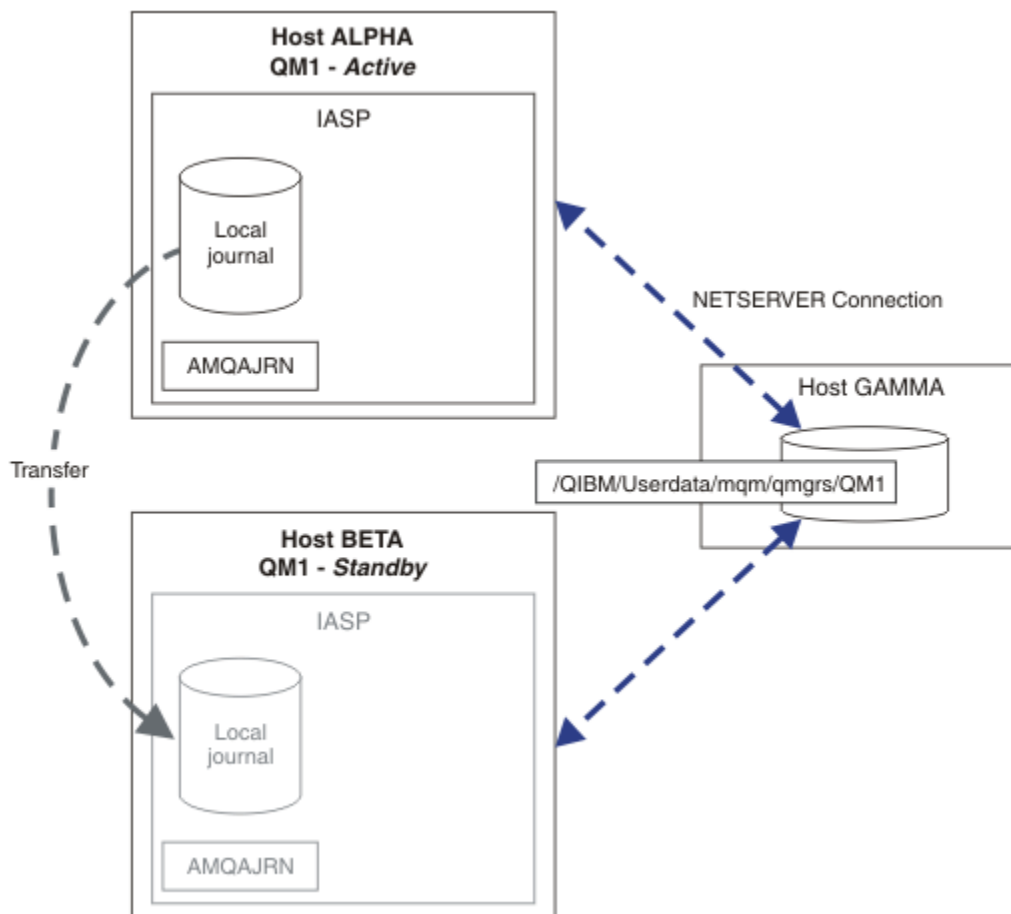 Host ALPHA
QM1 - Active
IASP
Local
journal
AMQAJRN
NETSERVER Connection
Host GAMMA
/QIBM/Userdata/mqm/qmgrs/QM1
Transfer
Host BETA
QM1 - Standby
IASP
Local
journal
AMQAJRN